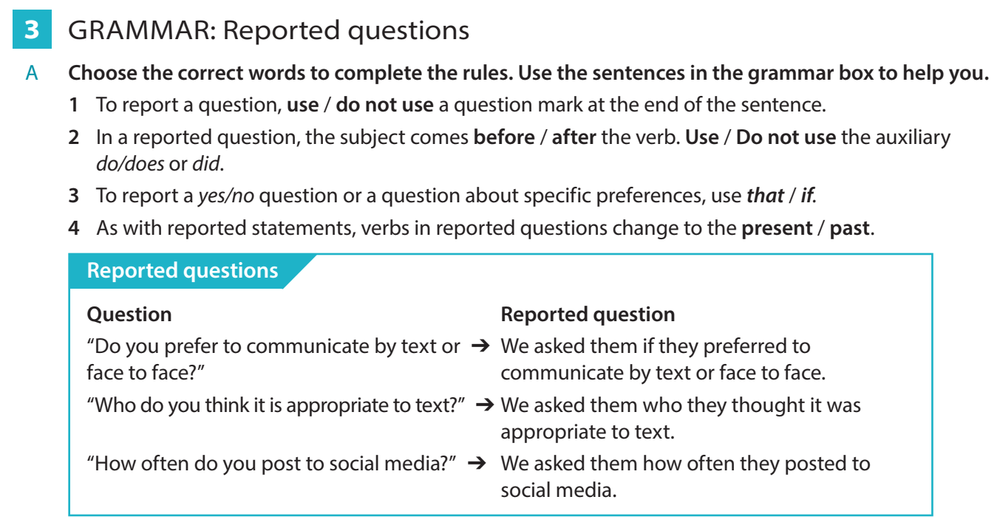 3 GRAMMAR: Reported questions
A Choose the correct words to complete the rules. Use the sentences in the grammar box to help you.
1 To report a question, use / do not use a question mark at the end of the sentence.
2 In a reported question, the subject comes before / after the verb. Use / Do not use the auxiliary
do/does or did.
3 To report a yes/no question or a question about specific preferences, use that / if.
4 As with reported statements, verbs in reported questions change to the present / past.
Reported questions
Question Reported question
“Do you prefer to communicate by text or ➔ We asked them if they preferred to
face to face?” communicate by text or face to face.
“Who do you think it is appropriate to text?” ➔ We asked them who they thought it was
appropriate to text.
“How often do you post to social media?” ➔ We asked them how often they posted to
social media.